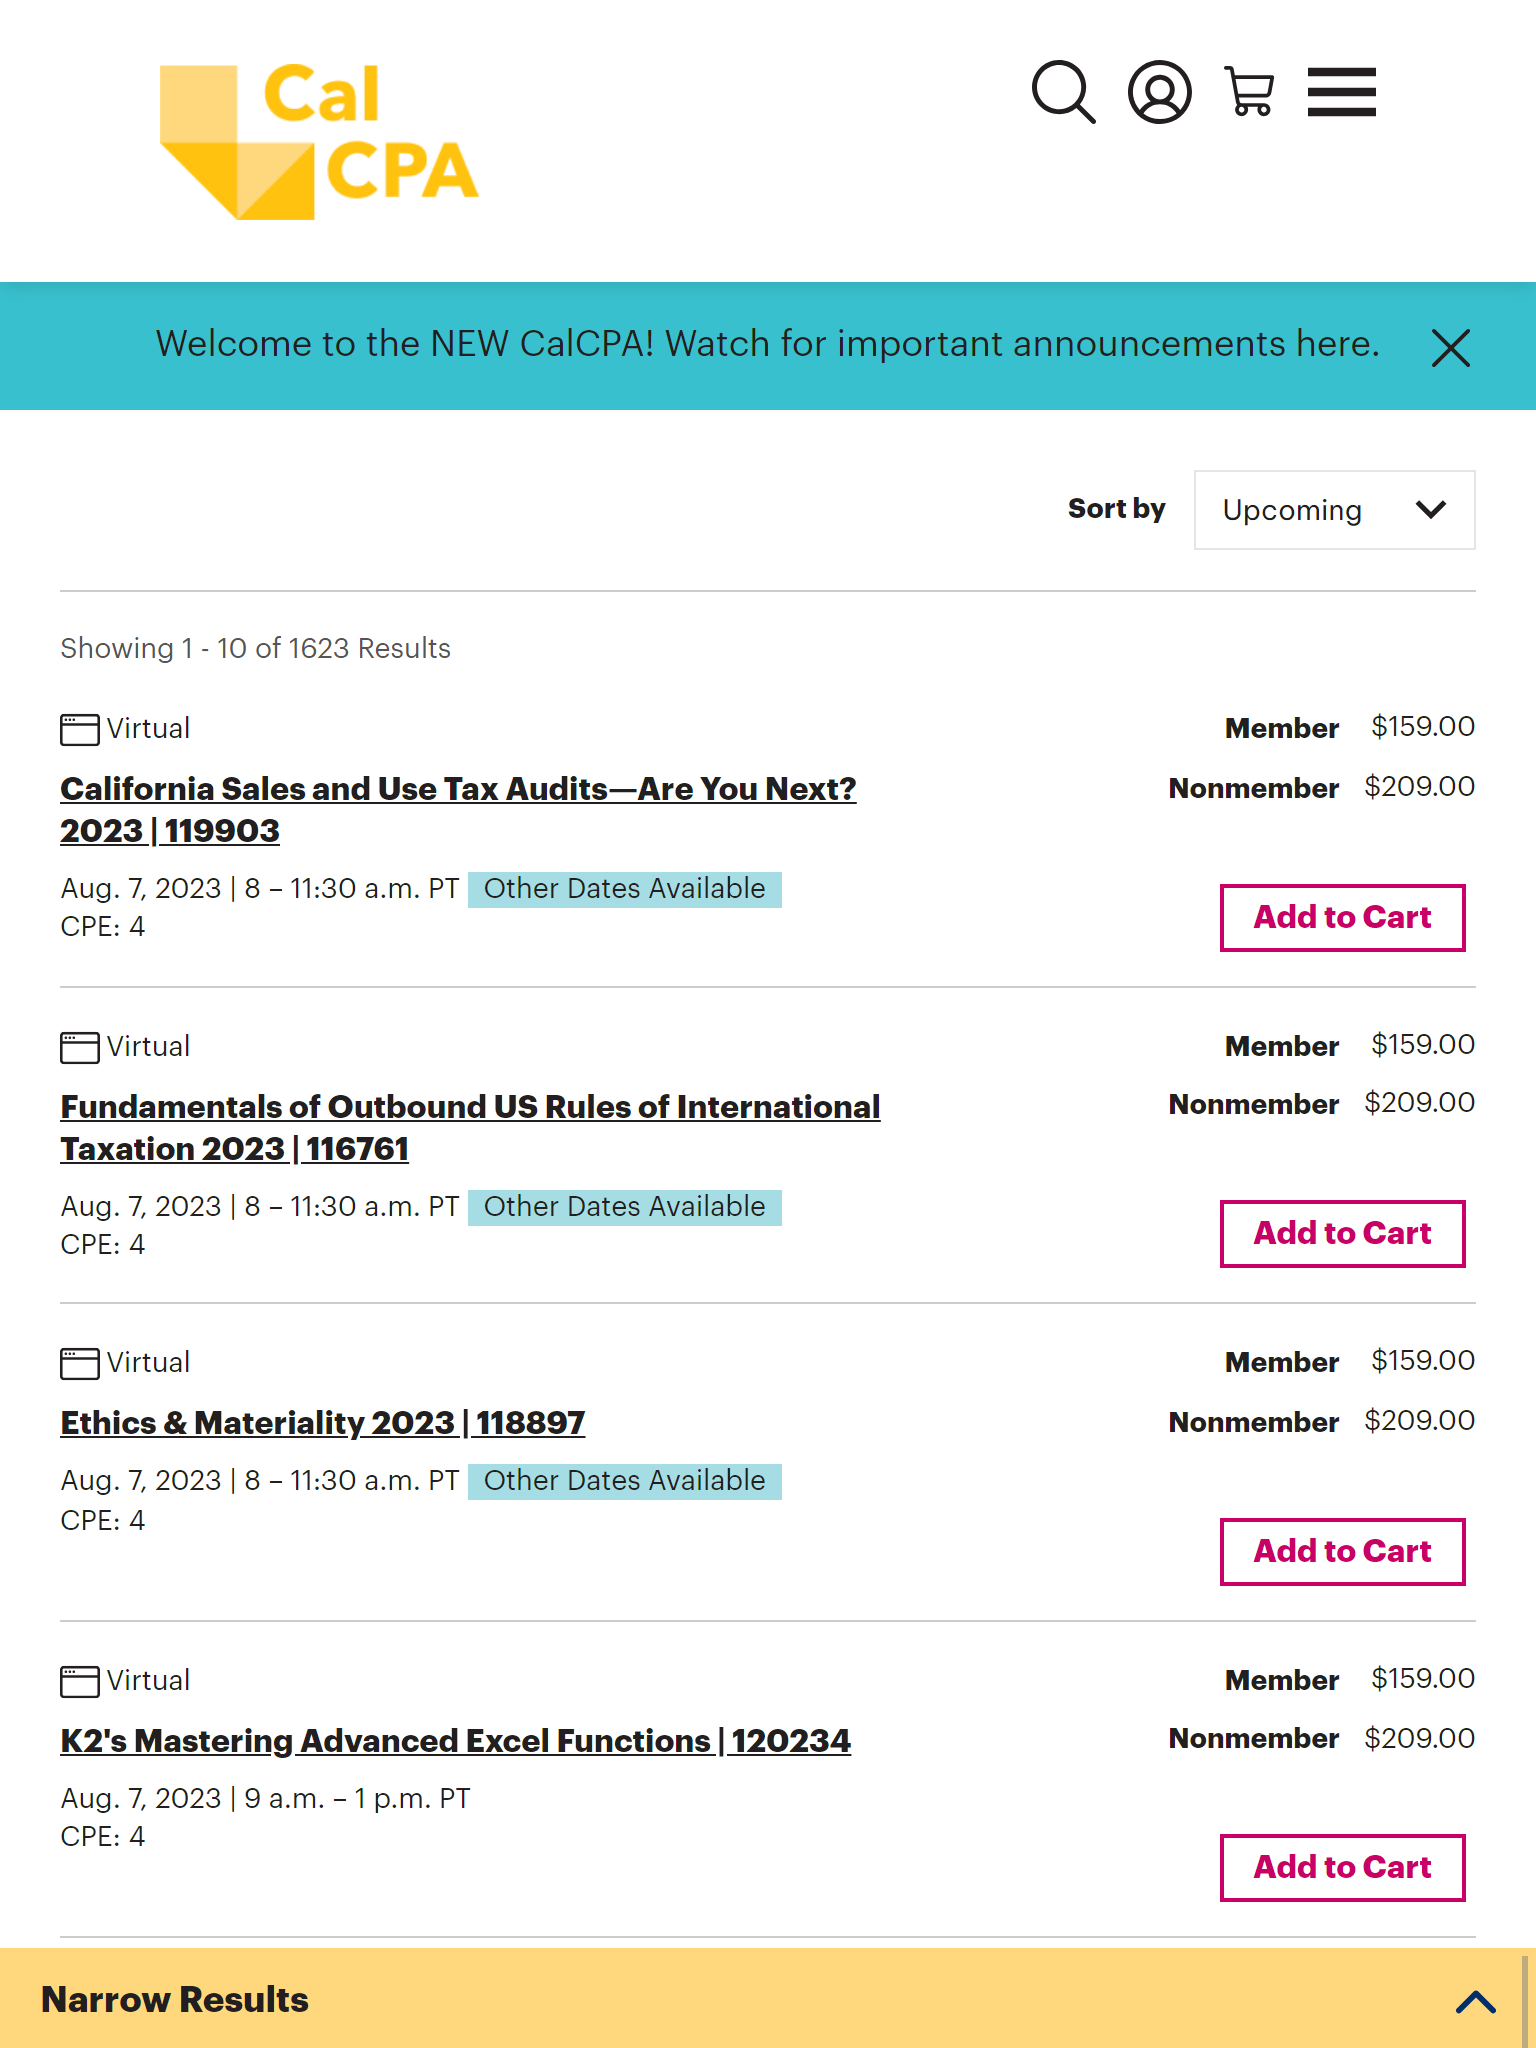 Cal
CPA
Welcome to the NEW CalCPA! Watch for important announcements here.
Sort by
Upcoming
Showing 1 - 10 of 1623 Results
Virtual
Member $159.00
California Sales and Use Tax Audits—Are You Next?
2023 | 119903
Nonmember $209.00
Aug. 7, 2023 | 8 – 11:30 a.m. PT Other Dates Available
CPE: 4
Add to Cart
Virtual
Member $159.00
Fundamentals of Outbound US Rules of International
Taxation 2023 | 116761
Nonmember $209.00
Aug. 7, 2023 | 8 – 11:30 a.m. PT Other Dates Available
CPE: 4
Add to Cart
Virtual
Member $159.00
Ethics & Materiality 2023 | 118897
Nonmember $209.00
Aug. 7, 2023 | 8 – 11:30 a.m. PT Other Dates Available
CPE: 4
Add to Cart
Virtual
Member $159.00
K2's Mastering Advanced Excel Functions | 120234
Nonmember $209.00
Aug. 7, 2023 | 9 a.m. – 1 p.m. PT
CPE: 4
Add to Cart
Narrow Results